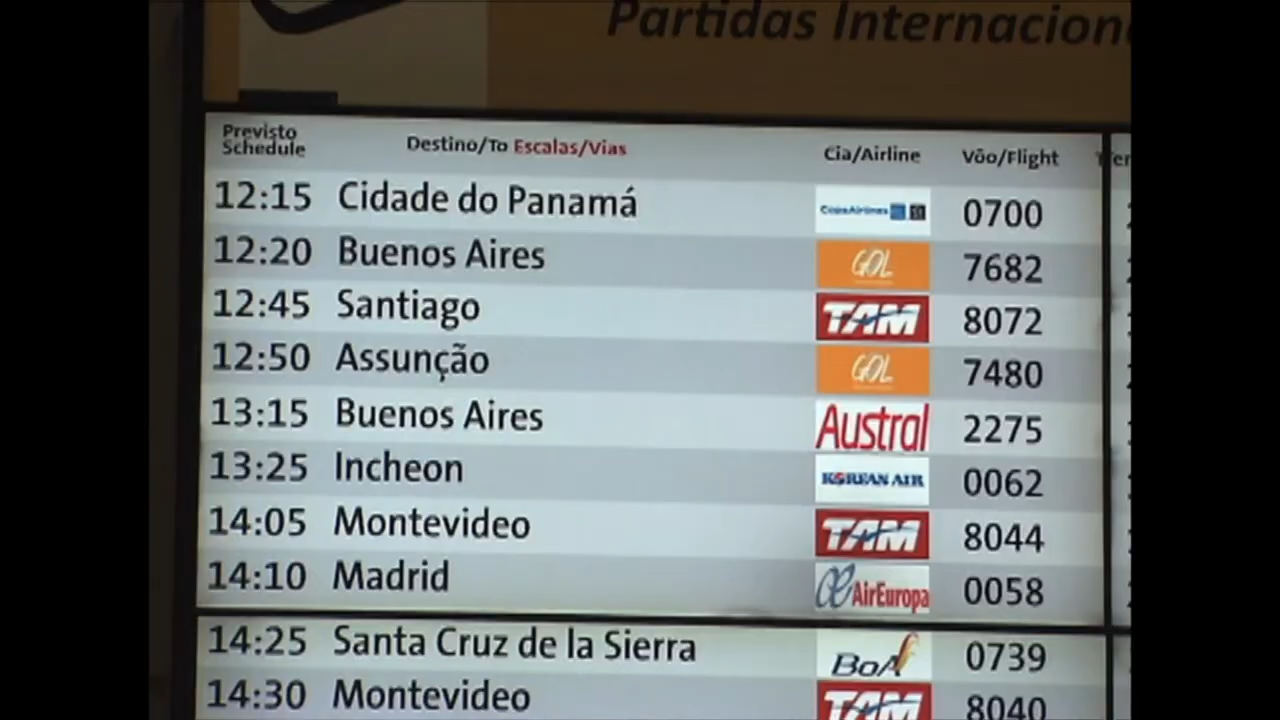 Partidas Internacion
Previsto Schedule Destino/To Escalas/Vias Cia/Airline Vôo/Flight
12:15 Cidade do Panamá CopaAirlines 0700
12:20 Buenos Aires GOL 7682
12:45 Santiago TAM 8072
12:50 Assunção GOL 7480
13:15 Buenos Aires Austral 2275
13:25 Incheon KOREAN AIR 0062
14:05 Montevideo TAM 8044
14:10 Madrid AirEuropa 0058
14:25 Santa Cruz de la Sierra BoA 0739
14:30 Montevideo TAM 8040